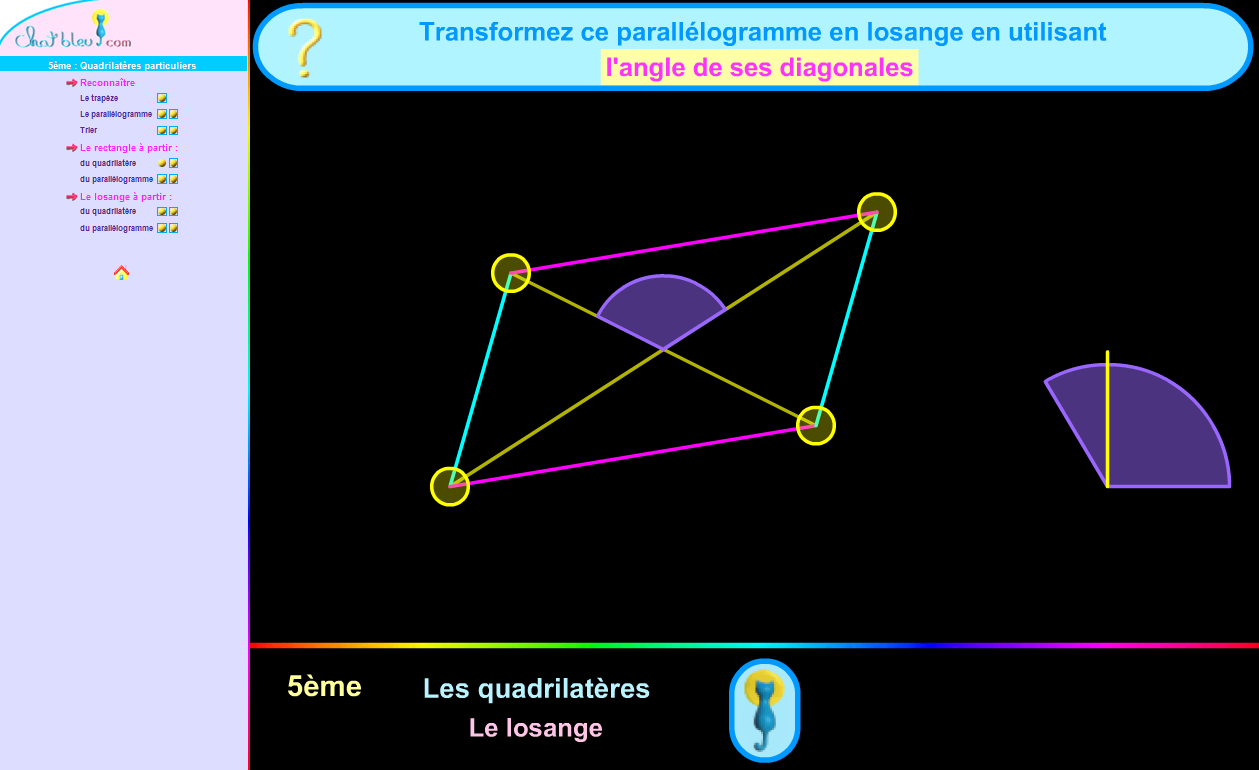 Chat bleu.com
5ème : Quadrilatères particuliers
Reconnaître
Le trapèze
Le parallélogramme
Trier
Le rectangle à partir :
du quadrilatère
du parallélogramme
Le losange à partir :
du quadrilatère
du parallélogramme
?
Transformez ce parallélogramme en losange en utilisant
l'angle de ses diagonales
5ème
Les quadrilatères
Le losange